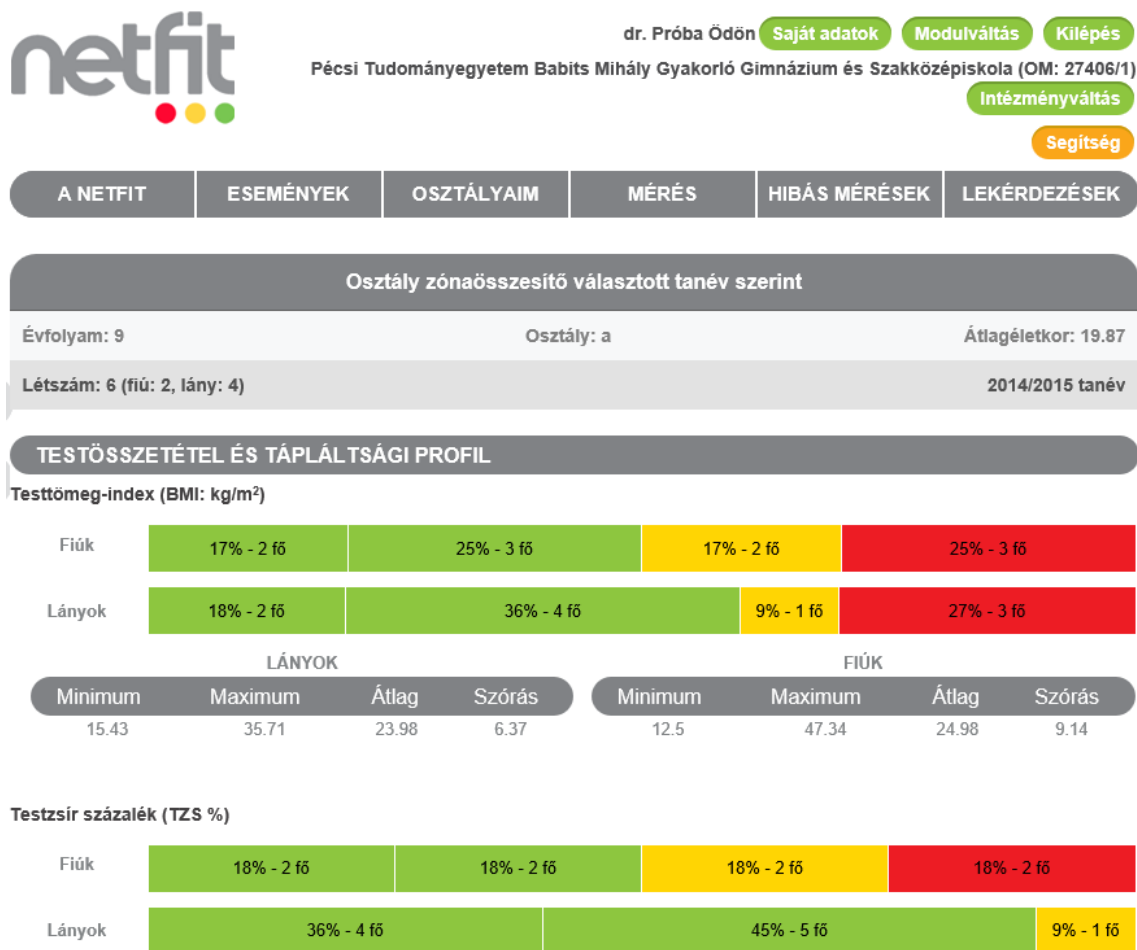 netfit
dr. Próba Ödön Saját adatok Modulváltás Kilépés
Pécsi Tudományegyetem Babits Mihály Gyakorló Gimnázium és Szakközépiskola (OM: 27406/1)
Intézményváltás
Segítség
A NETFIT ESEMÉNYEK OSZTÁLYAIM MÉRÉS HIBÁS MÉRÉSEK LEKÉRDEZÉSEK
Osztály zónaösszesítő választott tanév szerint
Évfolyam: 9 Osztály: a Átlagéletkor: 19.87
Létszám: 6 (fiú: 2, lány: 4) 2014/2015 tanév
TESTÖSSZETÉTEL ÉS TÁPLÁLTSÁGI PROFIL
Testtömeg-index (BMI: kg/m²)
Fiúk 17% - 2 fő 25% - 3 fő 17% - 2 fő 25% - 3 fő
Lányok 18% - 2 fő 36% - 4 fő 9% - 1 fő 27% - 3 fő
LÁNYOK FIÚK
Minimum Maximum Átlag Szórás Minimum Maximum Átlag Szórás
15.43 35.71 23.98 6.37 12.5 47.34 24.98 9.14
Testzsír százalék (TZS %)
Fiúk 18% - 2 fő 18% - 2 fő 18% - 2 fő 18% - 2 fő
Lányok 36% - 4 fő 45% - 5 fő 9% - 1 fő